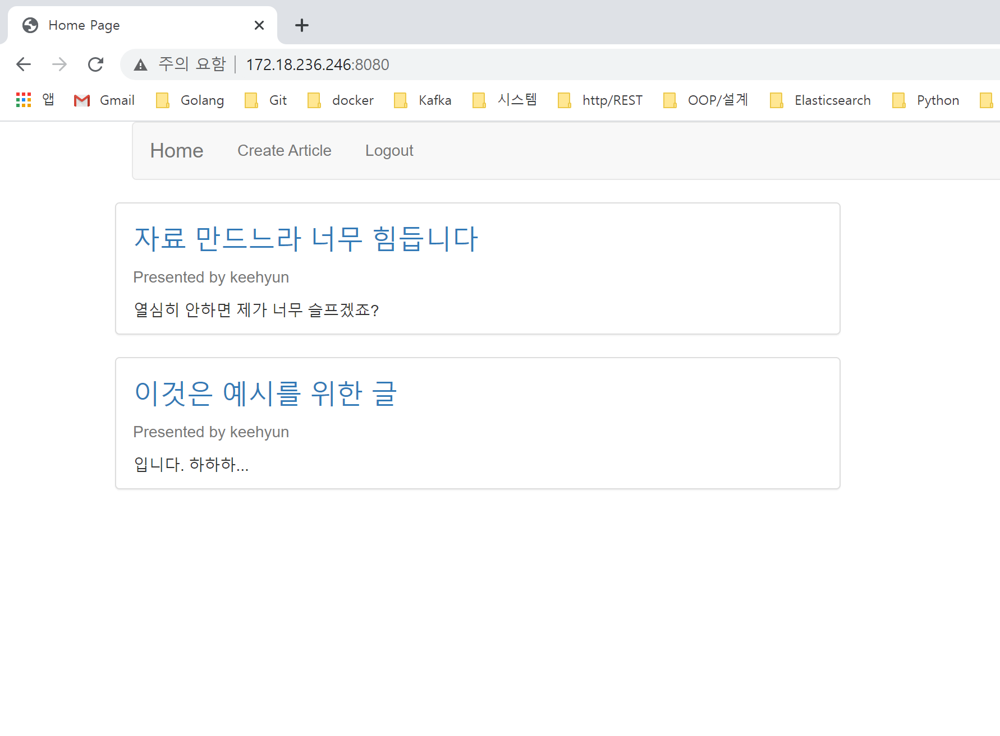 Home Page
주의 요함 172.18.236.246:8080
앱 Gmail Golang Git docker Kafka 시스템 http/REST OOP/설계 Elasticsearch Python
Home Create Article Logout
자료 만드느라 너무 힘듭니다
Presented by keehyun
열심히 안하면 제가 너무 슬프겠죠?
이것은 예시를 위한 글
Presented by keehyun
입니다. 하하하...